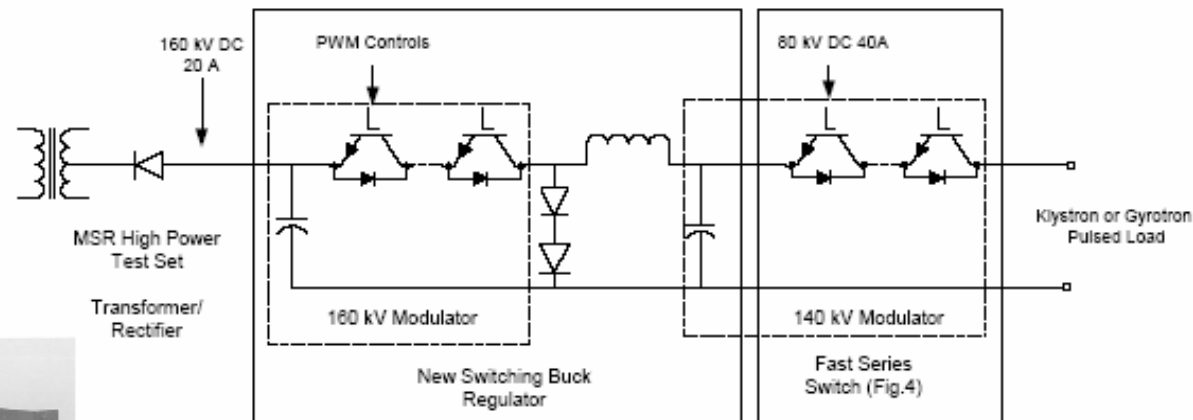 160 kV DC
20 A
PWM Controls
80 kV DC 40A
MSR High Power
Test Set
Transformer/
Rectifier
160 kV Modulator
New Switching Buck
Regulator
140 kV Modulator
Fast Series
Switch (Fig.4)
Klystron or Gyrotron
Pulsed Load